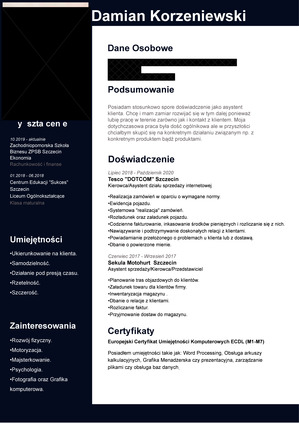 Damian Korzeniewski
y szta cen e
10.2019 - aktualnie
Zachodniopomorska Szkoła
Biznesu ZPSB Szczecin
Ekonomia
Rachunkowość i finanse
01.2018 - 06.2018
Centrum Edukacji "Sukces"
Szczecin
Liceum Ogólnokształcące
Klasa maturalna
Umiejętności
•Ukierunkowanie na klienta.
•Samodzielność.
•Działanie pod presją czasu.
•Rzetelność.
•Szczerość.
Zainteresowania
•Rozwój fizyczny.
•Motoryzacja.
•Majsterkowanie.
•Psychologia.
•Fotografia oraz Grafika
komputerowa.
Dane Osobowe
Podsumowanie
Posiadam stosunkowo spore doświadczenie jako asystent
klienta. Chcę i mam zamiar rozwijać się w tym dalej ponieważ
lubię pracę w terenie zarówno jak i kontakt z klientem. Moja
dotychczasowa praca była dość ogólnikowa ale w przyszłości
chciałbym skupić się na konkretnym działaniu związanym np. z
konkretnym produktem bądź produktami.
Doświadczenie
Lipiec 2018 - Październik 2020
Tesco "DOTCOM" Szczecin
Kierowca/Asystent działu sprzedaży internetowej
•Realizacja zamówień w oparciu o wymagane normy.
•Ewidencja pojazdu.
•Systemowa "realizacja" zamówień.
•Rozładunek oraz załadunek pojazdu.
•Codzienne fakturowanie, inkasowanie środków pieniężnych i rozliczanie się z nich.
•Nawiązywanie i podtrzymywanie doskonałych relacji z klientami.
•Powiadamianie przełożonego o problemach u klienta lub z dostawą.
•Dbanie o powierzone mienie.
Czerwiec 2017 - Wrzesień 2017
Sekula Motohurt Szczecin
Asystent sprzedaży/Kierowca/Przedstawiciel
•Planowanie tras objazdowych do klientów.
•Załadunek towaru dla klientów firmy.
•Inwentaryzacja magazynu .
•Dbanie o relacje z klientami.
•Rozliczanie faktur.
•Przyjmowanie dostaw do magazynu.
Certyfikaty
Europejski Certyfikat Umiejętności Komputerowych ECDL (M1-M7)
Posiadłem umiejętności takie jak: Word Processing, Obsługa arkuszy
kalkulacyjnych, Grafika Menadżerska czy prezentacyjna, zarządzanie
plikami czy obsługa baz danych.